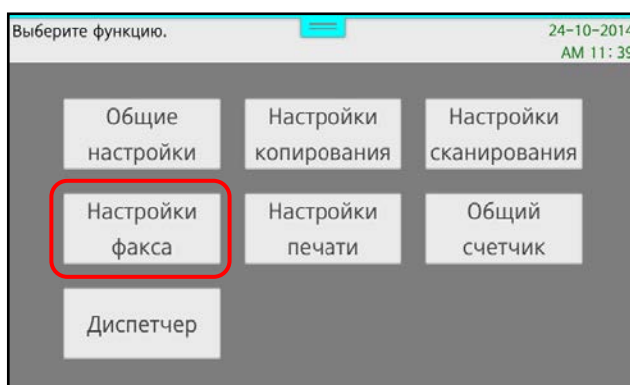 Выберите функцию.
24-10-2014
AM 11:39
Общие
настройки
Настройки
копирования
Настройки
сканирования
Настройки
факса
Настройки
печати
Общий
счетчик
Диспетчер